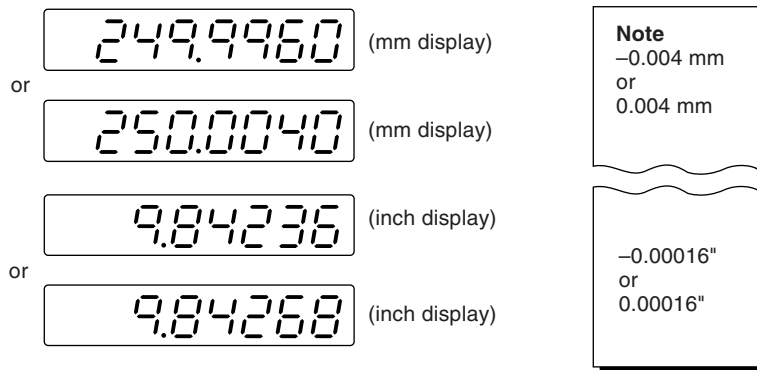 249.9960 (mm display)
or
250.0040 (mm display)
9.84236 (inch display)
or
9.84268 (inch display)
Note
–0.004 mm
or
0.004 mm
–0.00016"
or
0.00016"